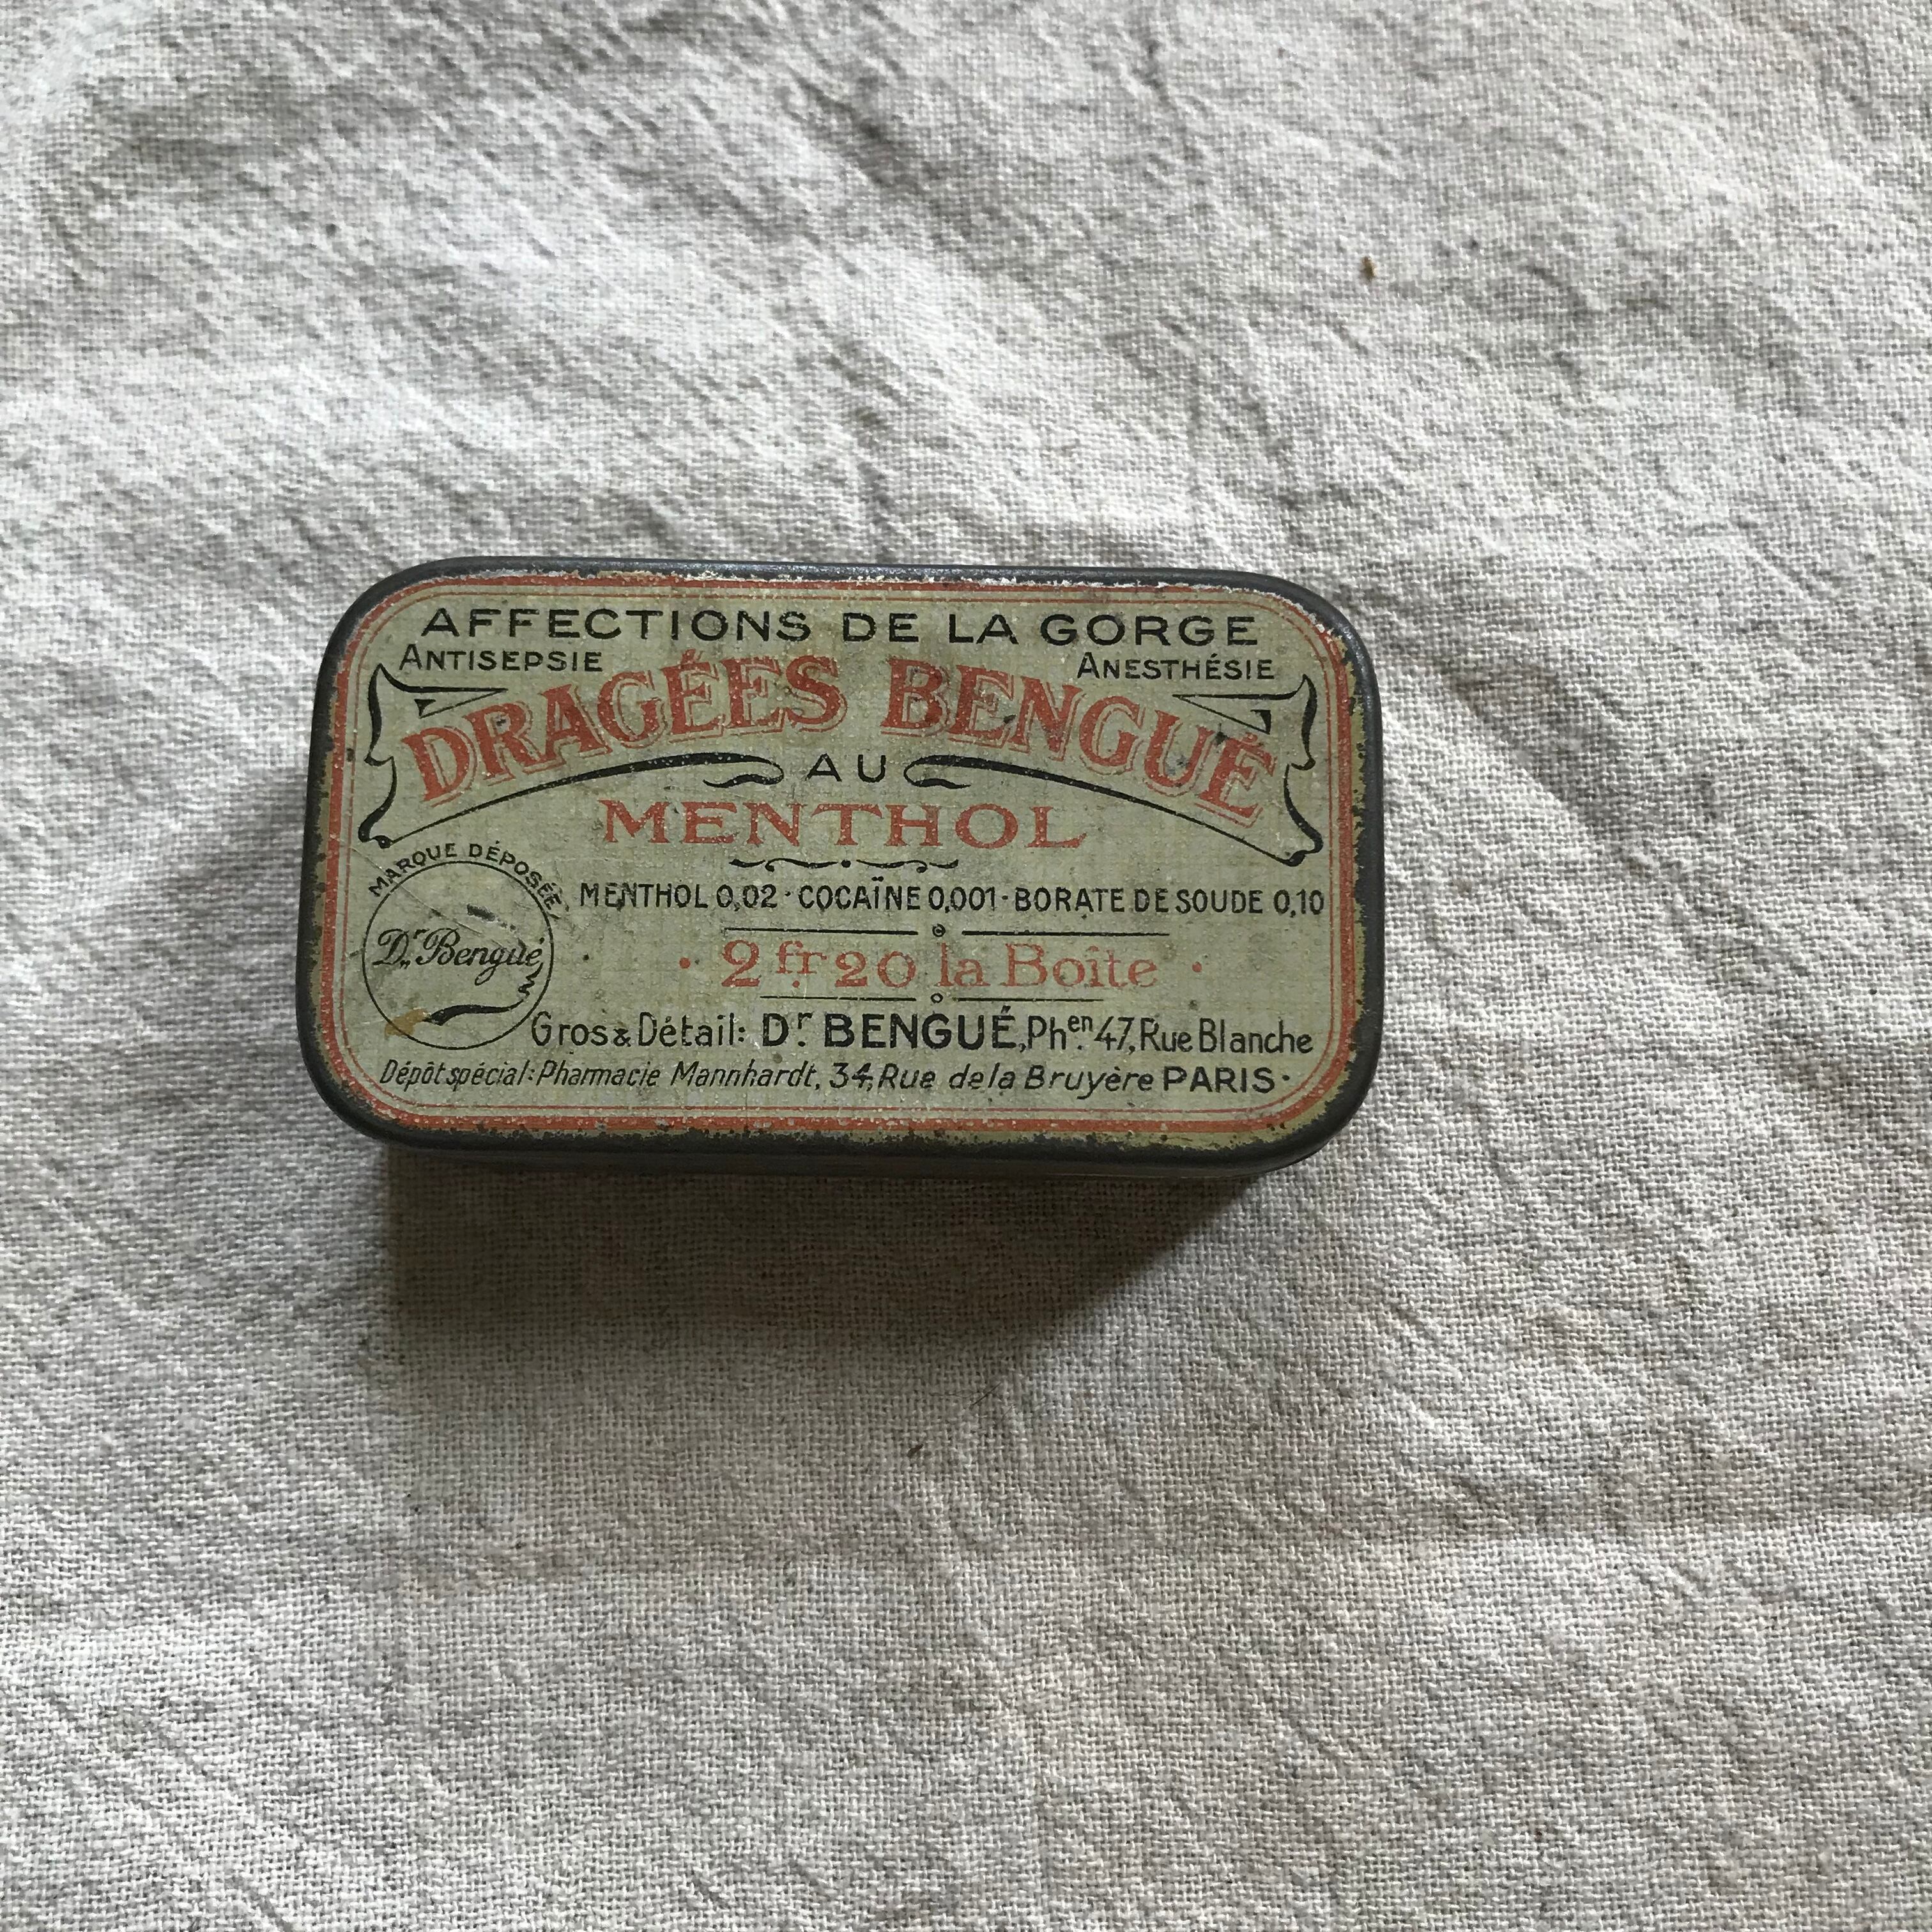 AFFECTIONS DE LA GORGE
ANTISEPSIE ANESTHÉSIE
DRAGÉES BENGUÉ
AU
MENTHOL
MARQUE DÉPOSÉE
Dr. Bengué
MENTHOL 0,02 · COCAÏNE 0,001 · BORATE DE SOUDE 0,10
2 fr. 20 la Boîte
Gros & Détail: Dr. BENGUÉ, Phen. 47, Rue Blanche
Dépôt spécial: Pharmacie Mannhardt, 34, Rue de la Bruyère PARIS.